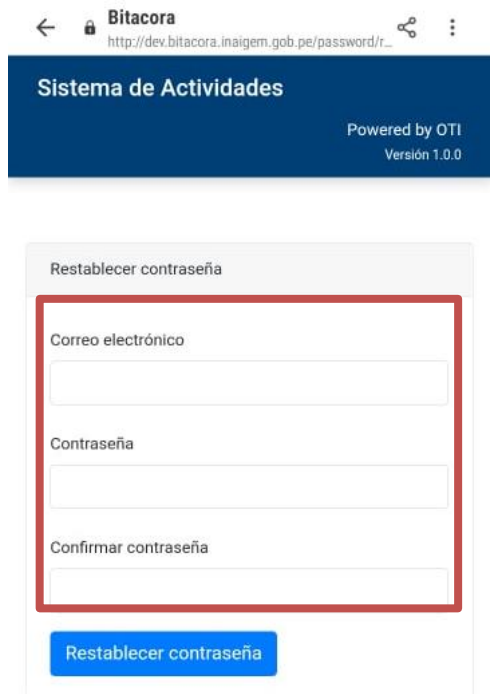 Bitacora
http://dev.bitacora.inaigem.gob.pe/password/r...
Sistema de Actividades
Powered by OTI
Versión 1.0.0
Restablecer contraseña
Correo electrónico
Contraseña
Confirmar contraseña
Restablecer contraseña